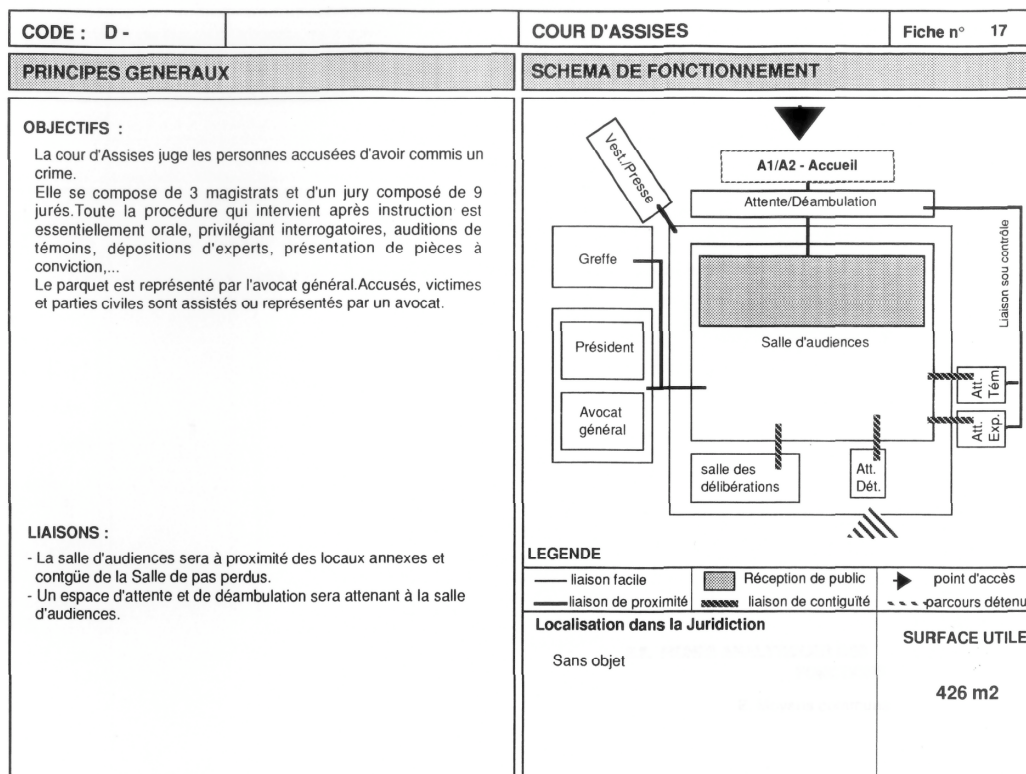 CODE : D -
COUR D'ASSISES
Fiche n° 17
PRINCIPES GENERAUX
SCHEMA DE FONCTIONNEMENT
OBJECTIFS :
La cour d'Assises juge les personnes accusées d'avoir commis un
crime.
Elle se compose de 3 magistrats et d'un jury composé de 9
jurés.Toute la procédure qui intervient après instruction est
essentiellement orale, privilégiant interrogatoires, auditions de
témoins, dépositions d'experts, présentation de pièces à
conviction,...
Le parquet est représenté par l'avocat général.Accusés, victimes
et parties civiles sont assistés ou représentés par un avocat.
LIAISONS :
- La salle d'audiences sera à proximité des locaux annexes et
contgüe de la Salle de pas perdus.
- Un espace d'attente et de déambulation sera attenant à la salle
d'audiences.
Vest./Presse
A1/A2 - Accueil
Attente/Déambulation
Greffe
Liaison sou contrôle
Président
Salle d'audiences
Att.
Tém.
Avocat
général
Att.
Exp.
salle des
délibérations
Att.
Dét.
LEGENDE
liaison facile
Réception de public
point d'accès
liaison de proximité
liaison de contiguïté
parcours détenu
Localisation dans la Juridiction
Sans objet
SURFACE UTILE
426 m2